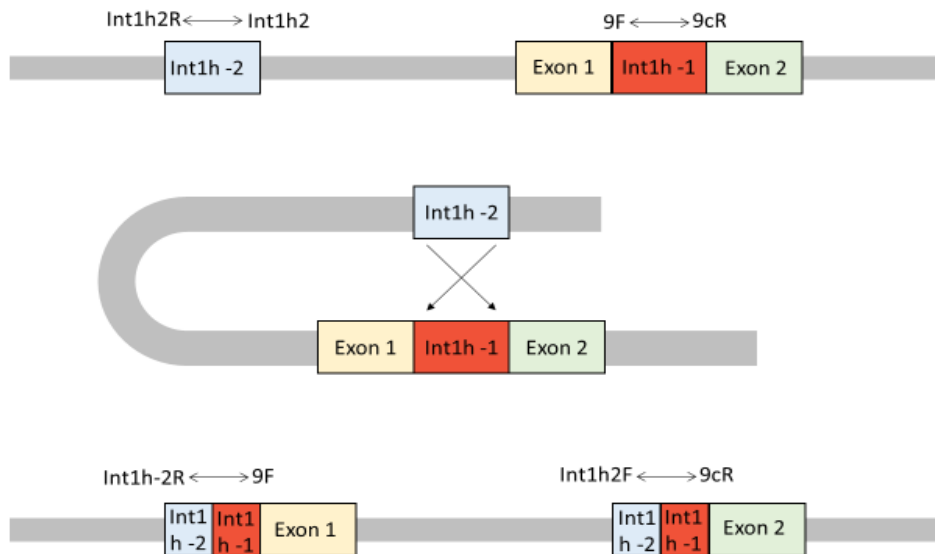 Int1h2R Int1h2 9F 9cR
Int1h -2 Exon 1 Int1h -1 Exon 2
Int1h -2
Exon 1 Int1h -1 Exon 2
Int1h-2R 9F Int1h2F 9cR
Int1 Int1 Exon 1 Int1 Int1 Exon 2
h -2 h -1 h -2 h -1